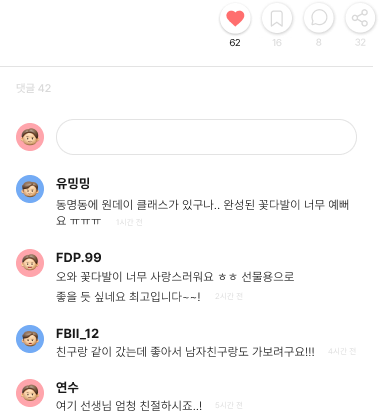 62 16 8 32
댓글 42
유밍밍
동명동에 원데이 클래스가 있구나.. 완성된 꽃다발이 너무 예뻐
요 ㅠㅠㅠ 1시간 전
FDP.99
오와 꽃다발이 너무 사랑스러워요 ㅎㅎ 선물용으로
좋을 듯 싶네요 최고입니다~~! 2시간 전
FBII_12
친구랑 같이 갔는데 좋아서 남자친구랑도 가보려구요!!! 4시간 전
연수
여기 선생님 엄청 친절하시죠..! 5시간 전